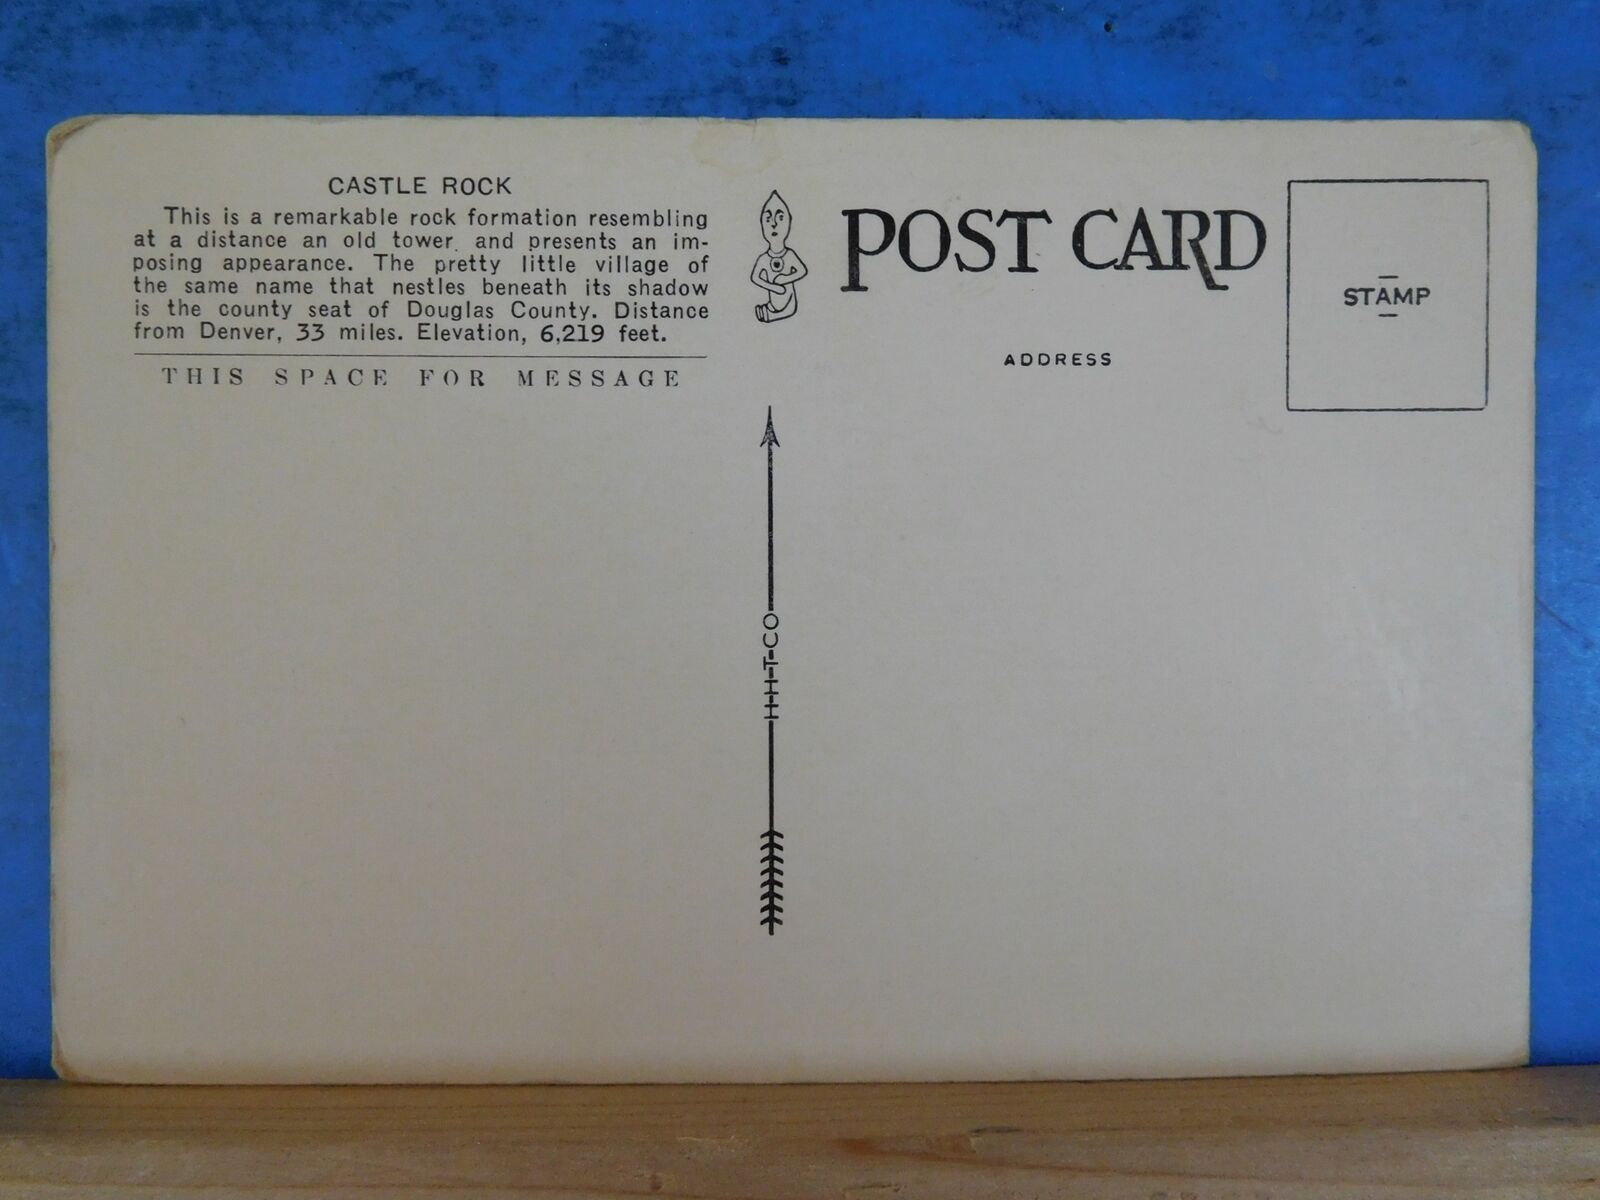 CASTLE ROCK
This is a remarkable rock formation resembling
at a distance an old tower and presents an im-
posing appearance. The pretty little village of
the same name that nestles beneath its shadow
is the county seat of Douglas County. Distance
from Denver, 33 miles. Elevation, 6,219 feet.
THIS SPACE FOR MESSAGE
H-H-T-CO
POST CARD
ADDRESS
STAMP